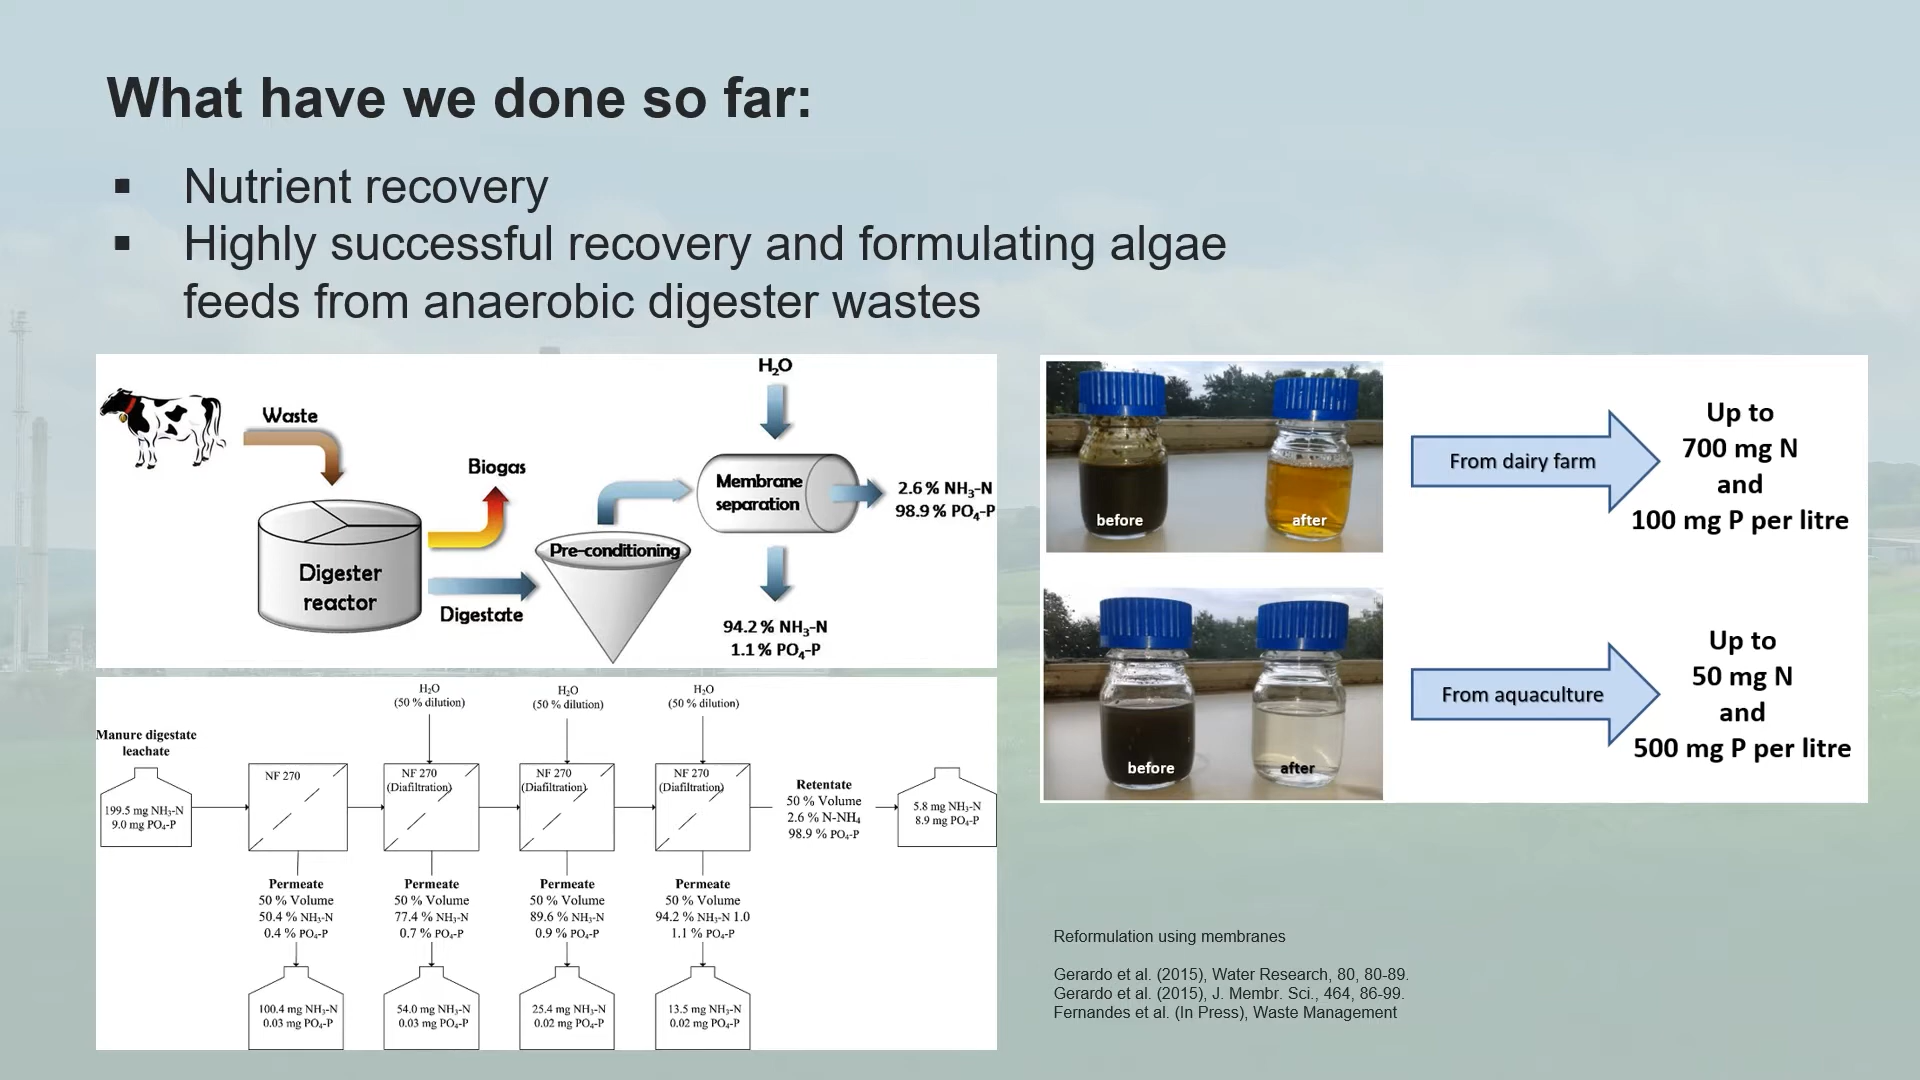 What have we done so far:
▪ Nutrient recovery
▪ Highly successful recovery and formulating algae
feeds from anaerobic digester wastes
H₂O
Waste
Biogas
Membrane
separation
2.6 % NH₃-N
98.9 % PO₄-P
Pre-conditioning
Digester
reactor
Digestate
94.2 % NH₃-N
1.1 % PO₄-P
before
after
From dairy farm
Up to
700 mg N
and
100 mg P per litre
before
after
From aquaculture
Up to
50 mg N
and
500 mg P per litre
H₂O
(50 % dilution)
H₂O
(50 % dilution)
H₂O
(50 % dilution)
Manure digestate
leachate
199.5 mg NH₃-N
9.0 mg PO₄-P
NF 270
NF 270
(Diafiltration)
NF 270
(Diafiltration)
NF 270
(Diafiltration)
Retentate
50 % Volume
2.6 % N-NH₄
98.9 % PO₄-P
5.8 mg NH₃-N
8.9 mg PO₄-P
Permeate
50 % Volume
50.4 % NH₃-N
0.4 % PO₄-P
Permeate
50 % Volume
77.4 % NH₃-N
0.7 % PO₄-P
Permeate
50 % Volume
89.6 % NH₃-N
0.9 % PO₄-P
Permeate
50 % Volume
94.2 % NH₃-N 1.0
1.1 % PO₄-P
100.4 mg NH₃-N
0.03 mg PO₄-P
54.0 mg NH₃-N
0.03 mg PO₄-P
25.4 mg NH₃-N
0.02 mg PO₄-P
13.5 mg NH₃-N
0.02 mg PO₄-P
Reformulation using membranes
Gerardo et al. (2015), Water Research, 80, 80-89.
Gerardo et al. (2015), J. Membr. Sci., 464, 86-99.
Fernandes et al. (In Press), Waste Management